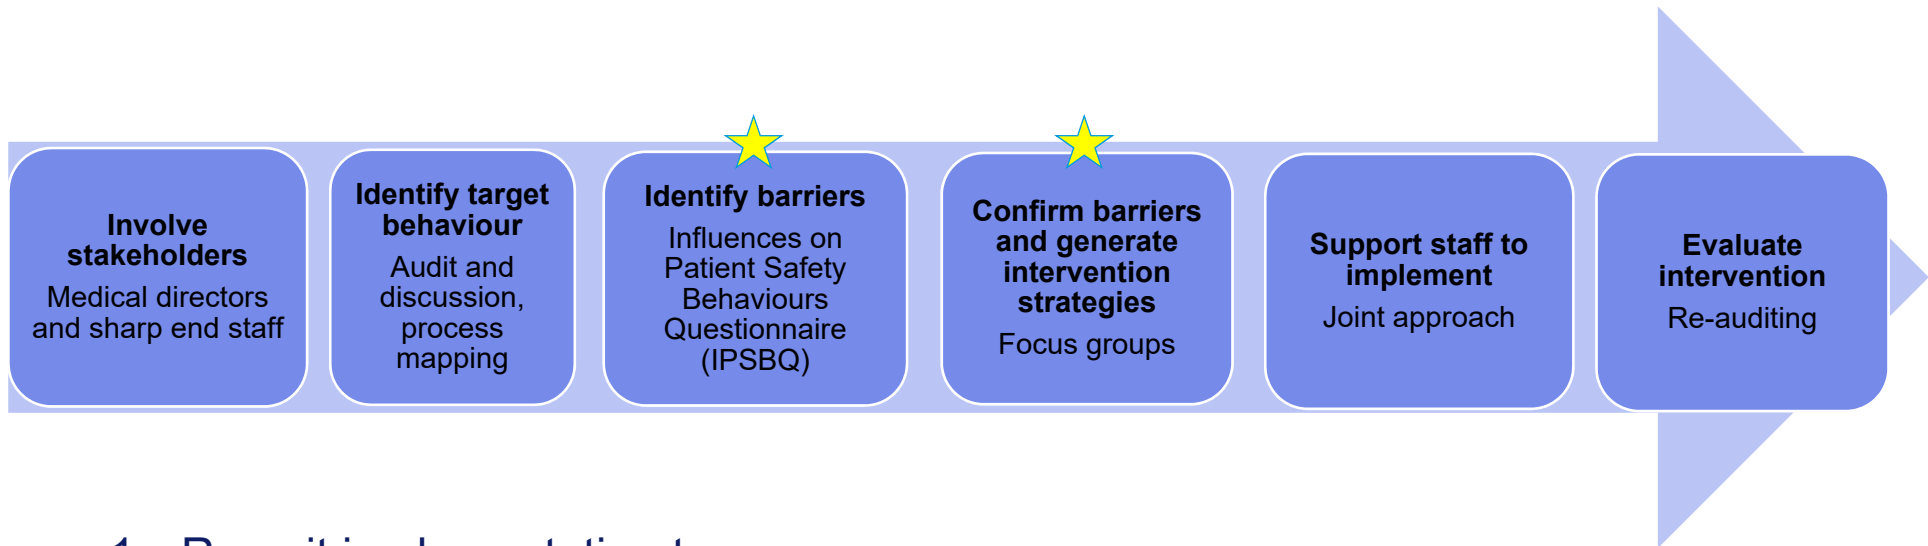 Involve
stakeholders
Medical directors
and sharp end staff
Identify target
behaviour
Audit and
discussion,
process
mapping
Identify barriers
Influences on
Patient Safety
Behaviours
Questionnaire
(IPSBQ)
Confirm barriers
and generate
intervention
strategies
Focus groups
Support staff to
implement
Joint approach
Evaluate
intervention
Re-auditing